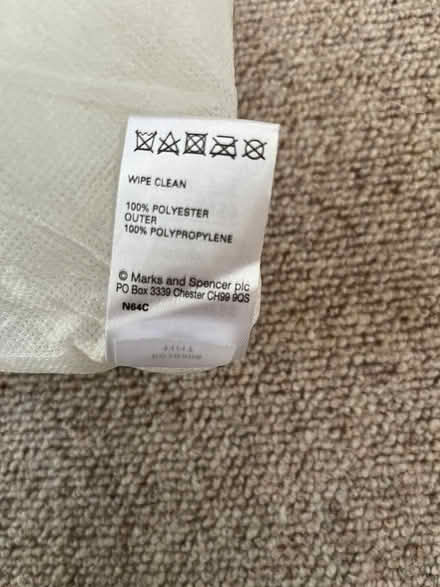 WIPE CLEAN
100% POLYESTER
OUTER
100% POLYPROPYLENE
© Marks and Spencer plc
PO Box 3339 Chester CH99 9QS
N64C